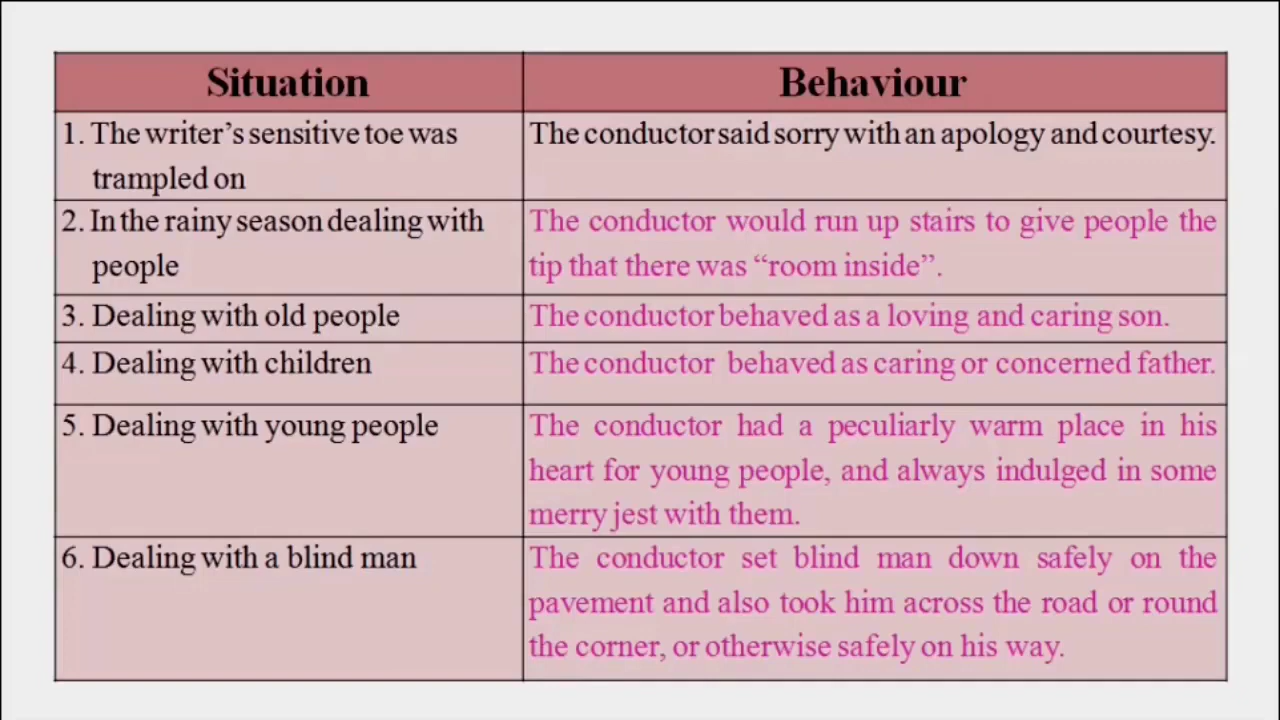 Situation
Behaviour
1. The writer's sensitive toe was
trampled on
The conductor said sorry with an apology and courtesy.
2. In the rainy season dealing with
people
The conductor would run up stairs to give people the
tip that there was “room inside”.
3. Dealing with old people
The conductor behaved as a loving and caring son.
4. Dealing with children
The conductor behaved as caring or concerned father.
5. Dealing with young people
The conductor had a peculiarly warm place in his
heart for young people, and always indulged in some
merry jest with them.
6. Dealing with a blind man
The conductor set blind man down safely on the
pavement and also took him across the road or round
the corner, or otherwise safely on his way.